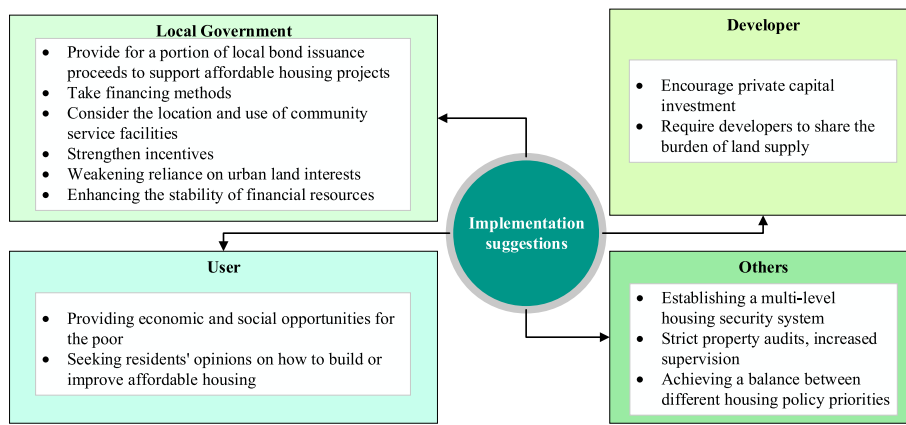 Local Government
• Provide for a portion of local bond issuance
proceeds to support affordable housing projects
• Take financing methods
• Consider the location and use of community
service facilities
• Strengthen incentives
• Weakening reliance on urban land interests
• Enhancing the stability of financial resources
Developer
• Encourage private capital
investment
• Require developers to share the
burden of land supply
Implementation
suggestions
User
• Providing economic and social opportunities for
the poor
• Seeking residents' opinions on how to build or
improve affordable housing
Others
• Establishing a multi-level
housing security system
• Strict property audits, increased
supervision
• Achieving a balance between
different housing policy priorities